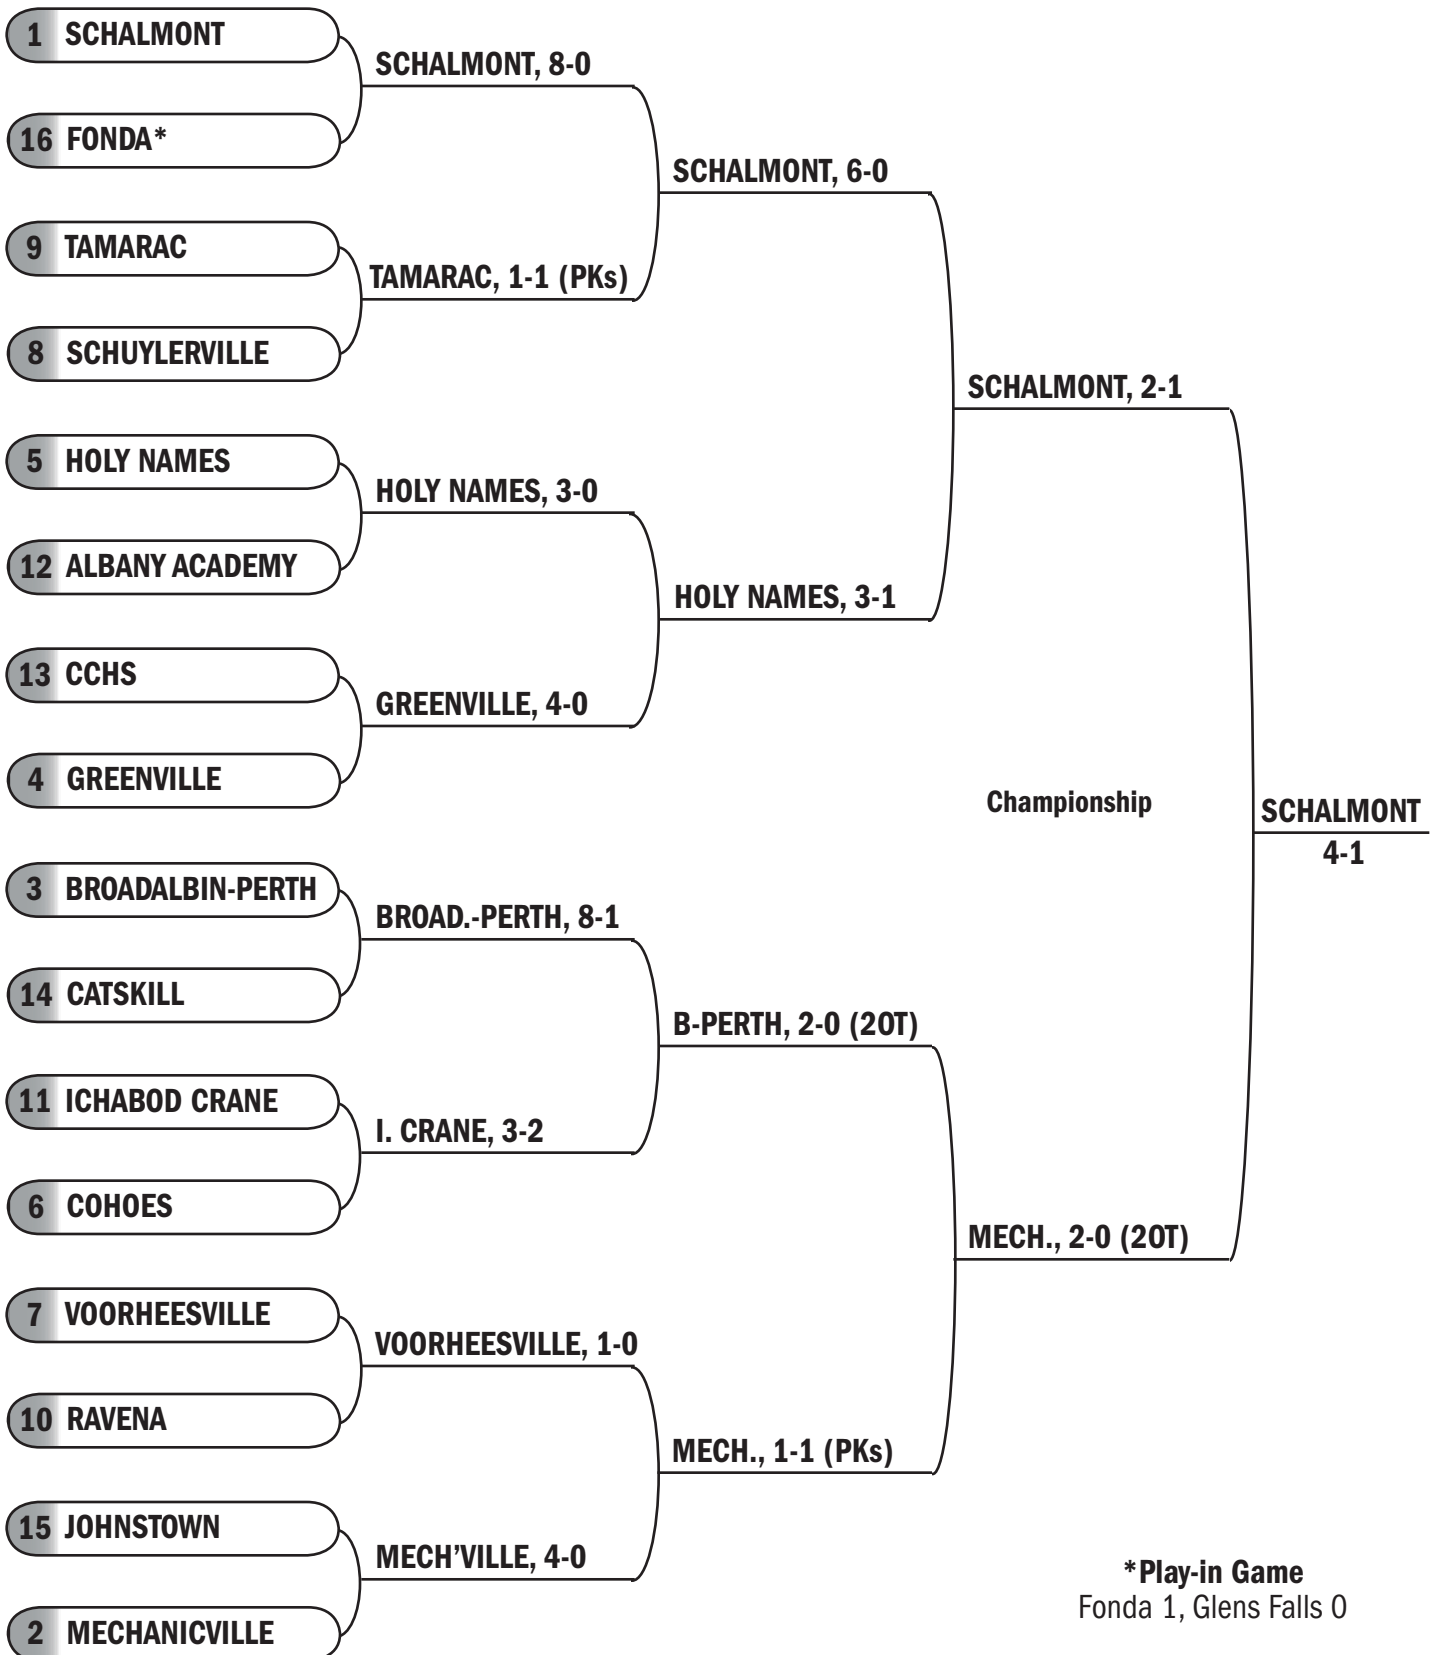 1 SCHALMONT
SCHALMONT, 8-0
16 FONDA*
SCHALMONT, 6-0
9 TAMARAC
TAMARAC, 1-1 (PKs)
8 SCHUYLERVILLE
SCHALMONT, 2-1
5 HOLY NAMES
HOLY NAMES, 3-0
12 ALBANY ACADEMY
HOLY NAMES, 3-1
13 CCHS
GREENVILLE, 4-0
4 GREENVILLE
Championship
SCHALMONT
4-1
3 BROADALBIN-PERTH
BROAD.-PERTH, 8-1
14 CATSKILL
B-PERTH, 2-0 (2OT)
11 ICHABOD CRANE
I. CRANE, 3-2
6 COHOES
MECH., 2-0 (2OT)
7 VOORHEESVILLE
VOORHEESVILLE, 1-0
10 RAVENA
MECH., 1-1 (PKs)
15 JOHNSTOWN
MECH'VILLE, 4-0
2 MECHANICVILLE
*Play-in Game
Fonda 1, Glens Falls 0